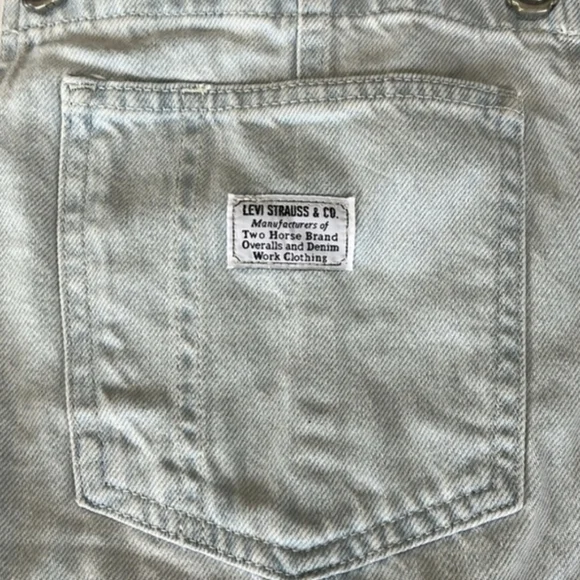 LEVI STRAUSS & CO.
Manufacturers of
Two Horse Brand
Overalls and Denim
Work Clothing